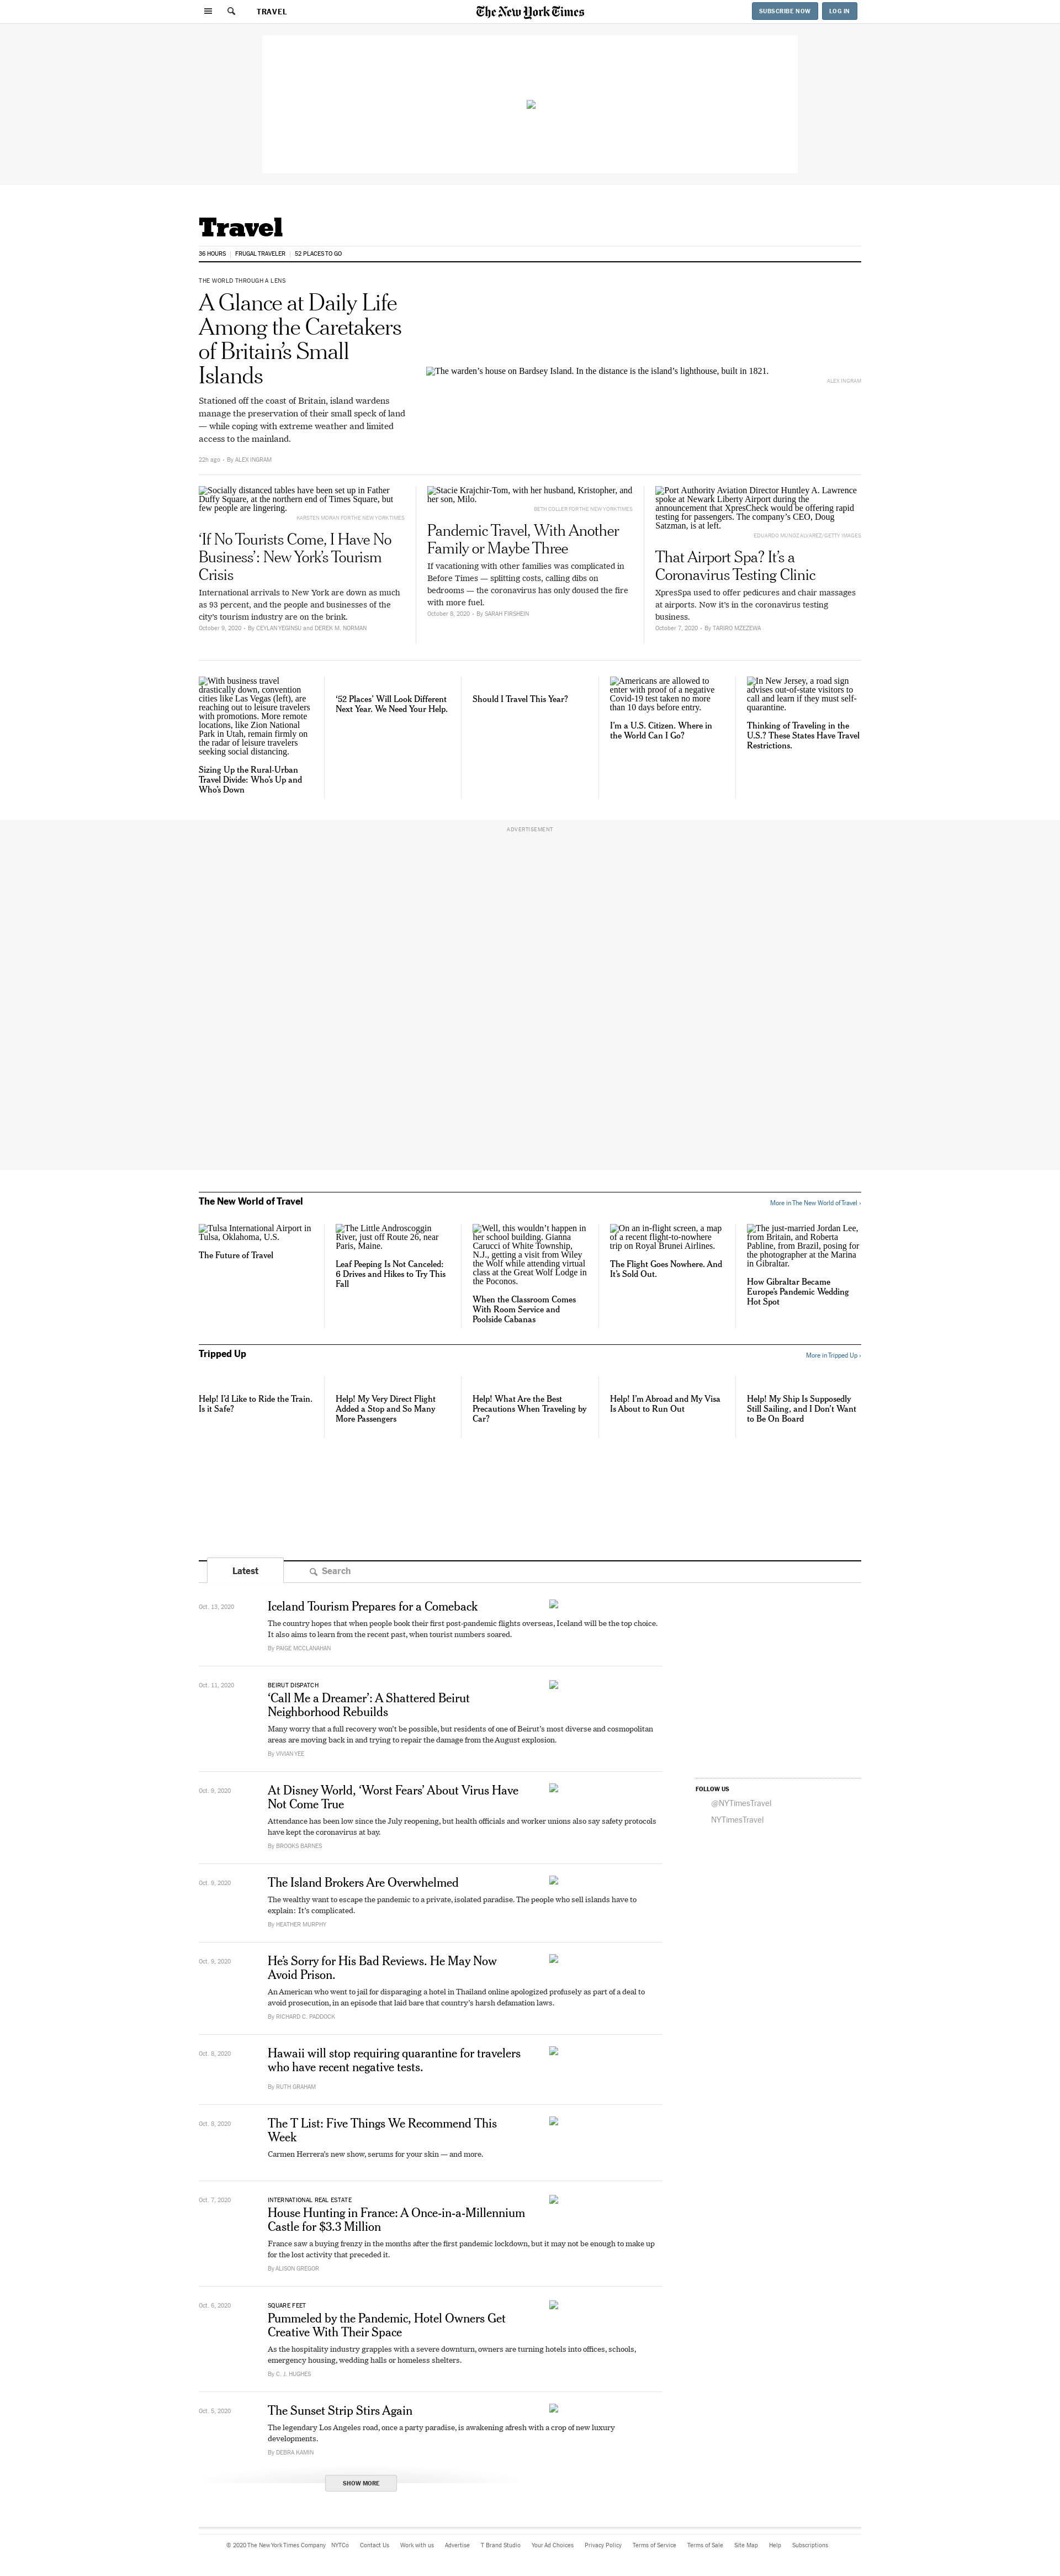 TRAVEL
The New York Times
SUBSCRIBE NOW
LOG IN
Travel
36 HOURS
FRUGAL TRAVELER
52 PLACES TO GO
THE WORLD THROUGH A LENS
A Glance at Daily Life
Among the Caretakers
of Britain’s Small
Islands
Stationed off the coast of Britain, island wardens
manage the preservation of their small speck of land
— while coping with extreme weather and limited
access to the mainland.
22h ago • By ALEX INGRAM
The warden’s house on Bardsey Island. In the distance is the island’s lighthouse, built in 1821.
ALEX INGRAM
Socially distanced tables have been set up in Father
Duffy Square, at the northern end of Times Square, but
few people are lingering.
KARSTEN MORAN FOR THE NEW YORK TIMES
‘If No Tourists Come, I Have No
Business’: New York’s Tourism
Crisis
International arrivals to New York are down as much
as 93 percent, and the people and businesses of the
city’s tourism industry are on the brink.
October 9, 2020 • By CEYLAN YEGINSU and DEREK M. NORMAN
Stacie Krajchir-Tom, with her husband, Kristopher, and
her son, Milo.
BETH COLLER FOR THE NEW YORK TIMES
Pandemic Travel, With Another
Family or Maybe Three
If vacationing with other families was complicated in
Before Times — splitting costs, calling dibs on
bedrooms — the coronavirus has only doused the fire
with more fuel.
October 8, 2020 • By SARAH FIRSHEIN
Port Authority Aviation Director Huntley A. Lawrence
spoke at Newark Liberty Airport during the
announcement that XpresCheck would be offering rapid
testing for passengers. The company’s CEO, Doug
Satzman, is at left.
EDUARDO MUNOZ ALVAREZ/GETTY IMAGES
That Airport Spa? It’s a
Coronavirus Testing Clinic
XpresSpa used to offer pedicures and chair massages
at airports. Now it’s in the coronavirus testing
business.
October 7, 2020 • By TARIRO MZEZEWA
With business travel
drastically down, convention
cities like Las Vegas (left), are
reaching out to leisure travelers
with promotions. More remote
locations, like Zion National
Park in Utah, remain firmly on
the radar of leisure travelers
seeking social distancing.
Sizing Up the Rural-Urban
Travel Divide: Who’s Up and
Who’s Down
‘52 Places’ Will Look Different
Next Year. We Need Your Help.
Should I Travel This Year?
Americans are allowed to
enter with proof of a negative
Covid-19 test taken no more
than 10 days before entry.
I’m a U.S. Citizen. Where in
the World Can I Go?
In New Jersey, a road sign
advises out-of-state visitors to
call and learn if they must self-
quarantine.
Thinking of Traveling in the
U.S.? These States Have Travel
Restrictions.
ADVERTISEMENT
The New World of Travel
More in The New World of Travel ›
Tulsa International Airport in
Tulsa, Oklahoma, U.S.
The Future of Travel
The Little Androscoggin
River, just off Route 26, near
Paris, Maine.
Leaf Peeping Is Not Canceled:
6 Drives and Hikes to Try This
Fall
Well, this wouldn’t happen in
her school building. Gianna
Carucci of White Township,
N.J., getting a visit from Wiley
the Wolf while attending virtual
class at the Great Wolf Lodge in
the Poconos.
When the Classroom Comes
With Room Service and
Poolside Cabanas
On an in-flight screen, a map
of a recent flight-to-nowhere
trip on Royal Brunei Airlines.
The Flight Goes Nowhere. And
It’s Sold Out.
The just-married Jordan Lee,
from Britain, and Roberta
Pabline, from Brazil, posing for
the photographer at the Marina
in Gibraltar.
How Gibraltar Became
Europe’s Pandemic Wedding
Hot Spot
Tripped Up
More in Tripped Up ›
Help! I’d Like to Ride the Train.
Is it Safe?
Help! My Very Direct Flight
Added a Stop and So Many
More Passengers
Help! What Are the Best
Precautions When Traveling by
Car?
Help! I’m Abroad and My Visa
Is About to Run Out
Help! My Ship Is Supposedly
Still Sailing, and I Don’t Want
to Be On Board
Latest
Search
Oct. 13, 2020
Iceland Tourism Prepares for a Comeback
The country hopes that when people book their first post-pandemic flights overseas, Iceland will be the top choice.
It also aims to learn from the recent past, when tourist numbers soared.
By PAIGE MCCLANAHAN
Oct. 11, 2020
BEIRUT DISPATCH
‘Call Me a Dreamer’: A Shattered Beirut
Neighborhood Rebuilds
Many worry that a full recovery won’t be possible, but residents of one of Beirut’s most diverse and cosmopolitan
areas are moving back in and trying to repair the damage from the August explosion.
By VIVIAN YEE
Oct. 9, 2020
At Disney World, ‘Worst Fears’ About Virus Have
Not Come True
Attendance has been low since the July reopening, but health officials and worker unions also say safety protocols
have kept the coronavirus at bay.
By BROOKS BARNES
FOLLOW US
@NYTimesTravel
NYTimesTravel
Oct. 9, 2020
The Island Brokers Are Overwhelmed
The wealthy want to escape the pandemic to a private, isolated paradise. The people who sell islands have to
explain: It’s complicated.
By HEATHER MURPHY
Oct. 9, 2020
He’s Sorry for His Bad Reviews. He May Now
Avoid Prison.
An American who went to jail for disparaging a hotel in Thailand online apologized profusely as part of a deal to
avoid prosecution, in an episode that laid bare that country’s harsh defamation laws.
By RICHARD C. PADDOCK
Oct. 8, 2020
Hawaii will stop requiring quarantine for travelers
who have recent negative tests.
By RUTH GRAHAM
Oct. 8, 2020
The T List: Five Things We Recommend This
Week
Carmen Herrera’s new show, serums for your skin — and more.
Oct. 7, 2020
INTERNATIONAL REAL ESTATE
House Hunting in France: A Once-in-a-Millennium
Castle for $3.3 Million
France saw a buying frenzy in the months after the first pandemic lockdown, but it may not be enough to make up
for the lost activity that preceded it.
By ALISON GREGOR
Oct. 6, 2020
SQUARE FEET
Pummeled by the Pandemic, Hotel Owners Get
Creative With Their Space
As the hospitality industry grapples with a severe downturn, owners are turning hotels into offices, schools,
emergency housing, wedding halls or homeless shelters.
By C. J. HUGHES
Oct. 5, 2020
The Sunset Strip Stirs Again
The legendary Los Angeles road, once a party paradise, is awakening afresh with a crop of new luxury
developments.
By DEBRA KAMIN
SHOW MORE
© 2020 The New York Times Company NYTCo Contact Us Work with us Advertise T Brand Studio Your Ad Choices Privacy Policy Terms of Service Terms of Sale Site Map Help Subscriptions